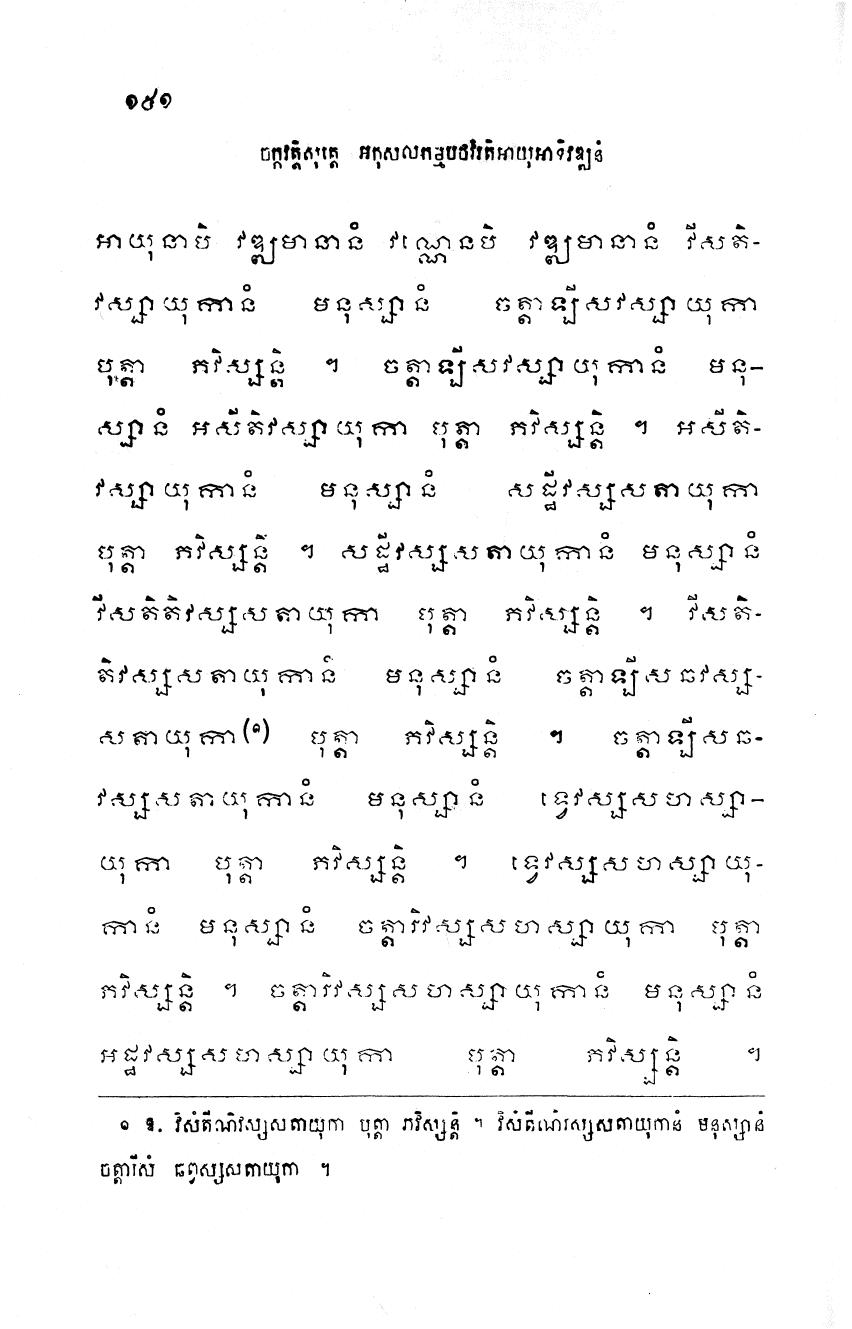 ១៥១
ចក្កវត្តិសុត្តេ អកុសលកម្មបថវិរតិអាយុអាទិវឌ្ឍនំ
អាយុនាបិ វឌ្ឍមានានំ វណ្ណេនបិ វឌ្ឍមានានំ វីសតិ-
វស្សាយុកានំ មនុស្សានំ ចត្តាឡីសវស្សាយុកា
បុត្តា ភវិស្សន្តិ ។ ចត្តាឡីសវស្សាយុកានំ មនុ-
ស្សានំ អសីតិវស្សាយុកា បុត្តា ភវិស្សន្តិ ។ អសីតិ-
វស្សាយុកានំ មនុស្សានំ សដ្ឋីវស្សសតាយុកា
បុត្តា ភវិស្សន្តិ ។ សដ្ឋីវស្សសតាយុកានំ មនុស្សានំ
វីសតិតិវស្សសតាយុកា បុត្តា ភវិស្សន្តិ ។ វីសតិ-
តិវស្សសតាយុកានំ មនុស្សានំ ចត្តាឡីសឆវស្ស-
សតាយុកា(១) បុត្តា ភវិស្សន្តិ ។ ចត្តាឡីសឆ-
វស្សសតាយុកានំ មនុស្សានំ ទ្វេវស្សសហស្សា-
យុកា បុត្តា ភវិស្សន្តិ ។ ទ្វេវស្សសហស្សាយុ-
កានំ មនុស្សានំ ចត្តារិវស្សសហស្សាយុកា បុត្តា
ភវិស្សន្តិ ។ ចត្តារិវស្សសហស្សាយុកានំ មនុស្សានំ
អដ្ឋវស្សសហស្សាយុកា បុត្តា ភវិស្សន្តិ ។
១ ឱ. វិសំតីណិវស្សសតាយុកា បុត្តា ភវិស្សន្តិ ។ វិសំតីណិវស្សសតាយុកានំ មនុស្សានំ
ចត្តារីសំ ឆព្វស្សសតាយុកា ។